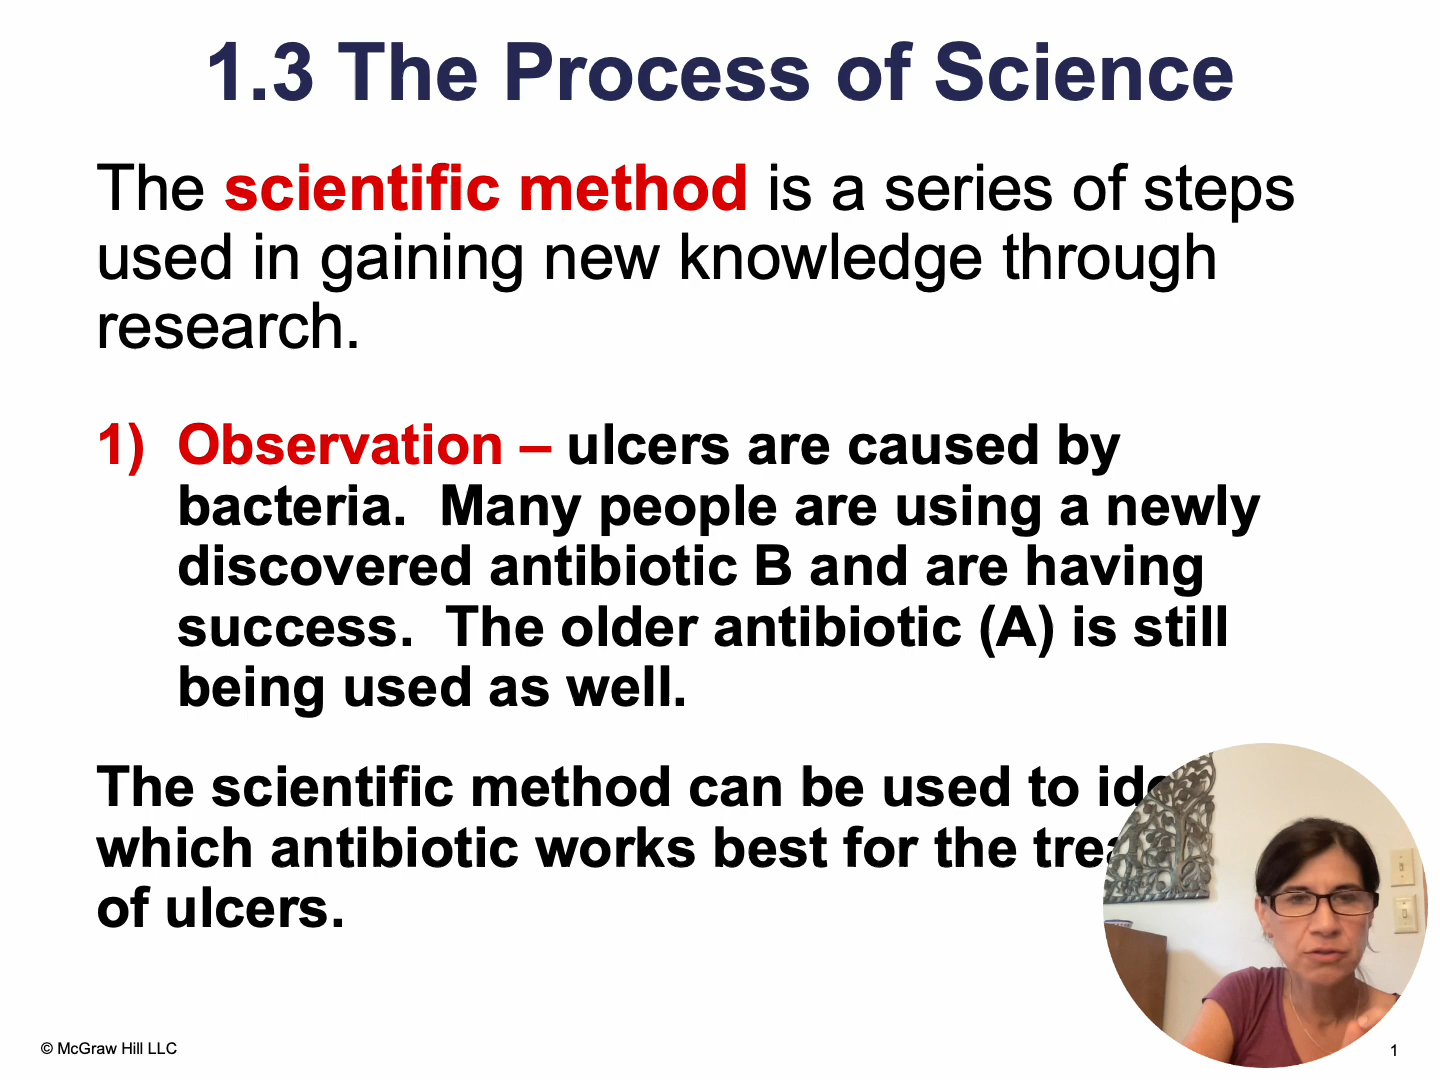 1.3 The Process of Science
The scientific method is a series of steps
used in gaining new knowledge through
research.
1) Observation – ulcers are caused by
bacteria. Many people are using a newly
discovered antibiotic B and are having
success. The older antibiotic (A) is still
being used as well.
The scientific method can be used to
which antibiotic works best for the
of ulcers.
© McGraw Hill LLC
1